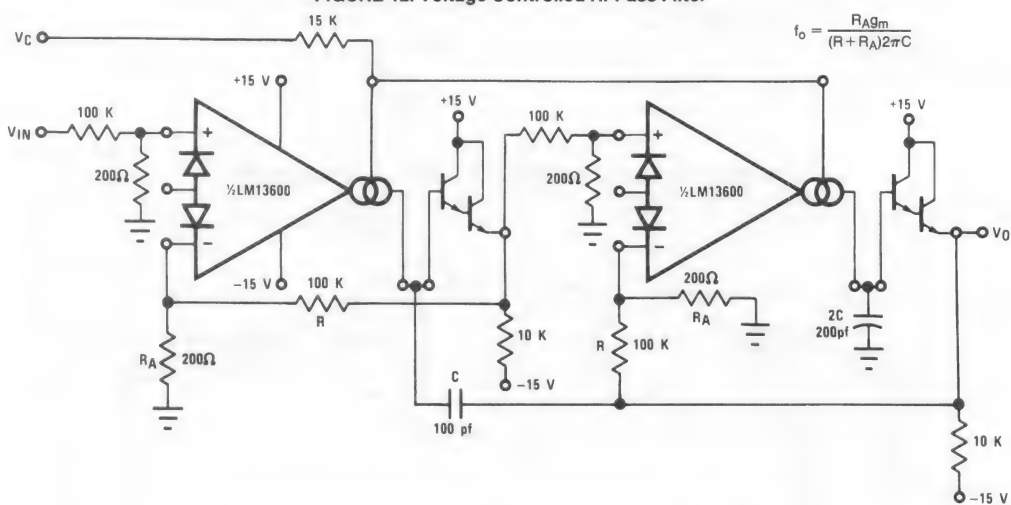 FIGURE 12. Voltage Controlled Hi-Pass Filter
15 K
VC
fo = RAgm / (R + RA)2πC
+15 V
+15 V
+15 V
100 K
VIN
+
200Ω
½LM13600
−
−15 V
100 K
+
200Ω
½LM13600
−
VO
100 K
R
200Ω
RA
2C
200pf
RA
200Ω
10 K
−15 V
R
100 K
C
100 pf
10 K
−15 V